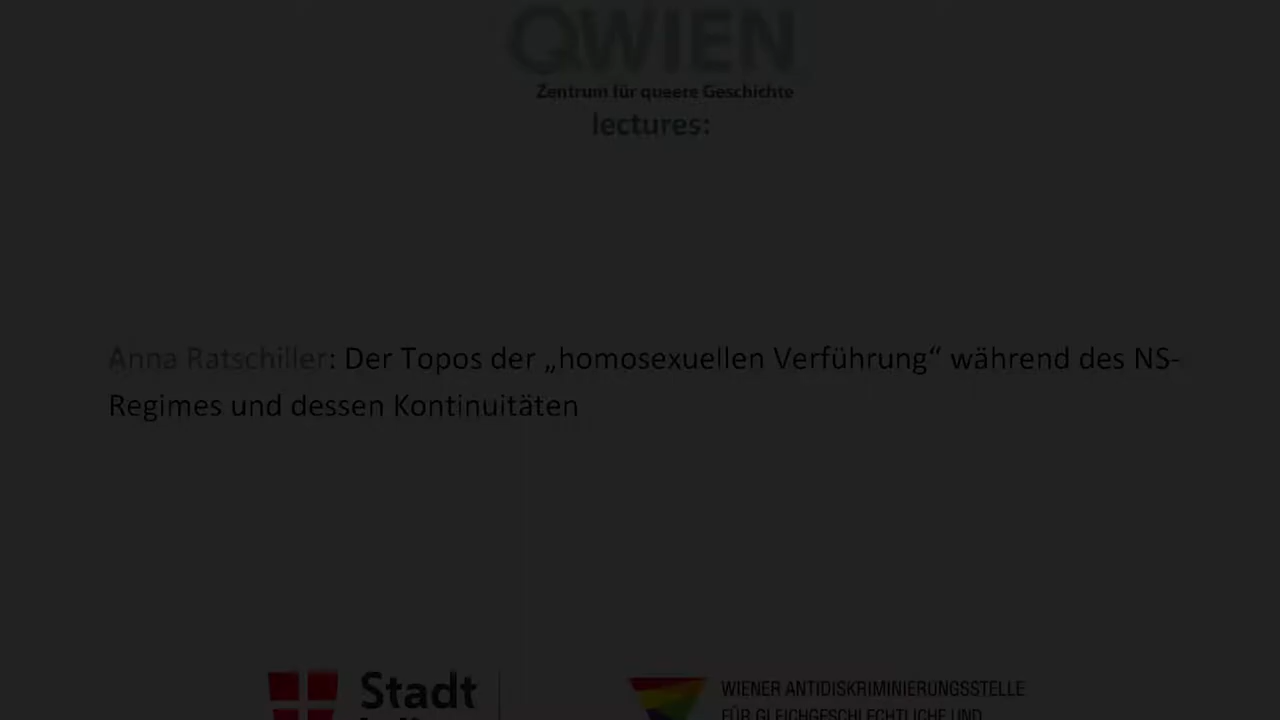 QWIEN
Zentrum für queere Geschichte
lectures:
Anna Ratschiller: Der Topos der „homosexuellen Verführung“ während des NS-
Regimes und dessen Kontinuitäten
Stadt
WIENER ANTIDISKRIMINIERUNGSSTELLE
FÜR GLEICHGESCHLECHTLICHE UND